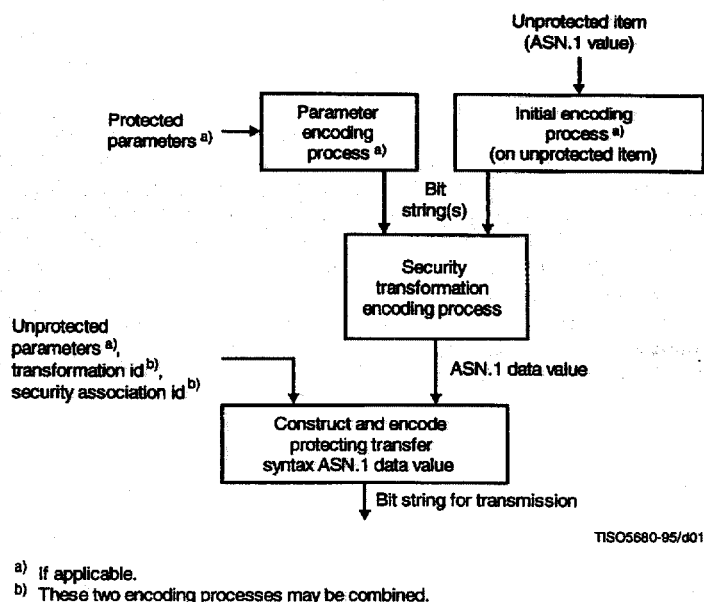 Unprotected item
(ASN.1 value)
Protected
parameters a)
Parameter
encoding
process a)
Initial encoding
process a)
(on unprotected item)
Bit
string(s)
Security
transformation
encoding process
Unprotected
parameters a),
transformation id b),
security association id b)
ASN.1 data value
Construct and encode
protecting transfer
syntax ASN.1 data value
Bit string for transmission
TISO5680-95/d01
a) If applicable.
b) These two encoding processes may be combined.